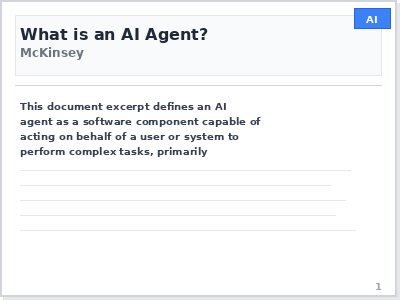 AI
What is an AI Agent?
McKinsey
This document excerpt defines an AI
agent as a software component capable of
acting on behalf of a user or system to
perform complex tasks, primarily
1